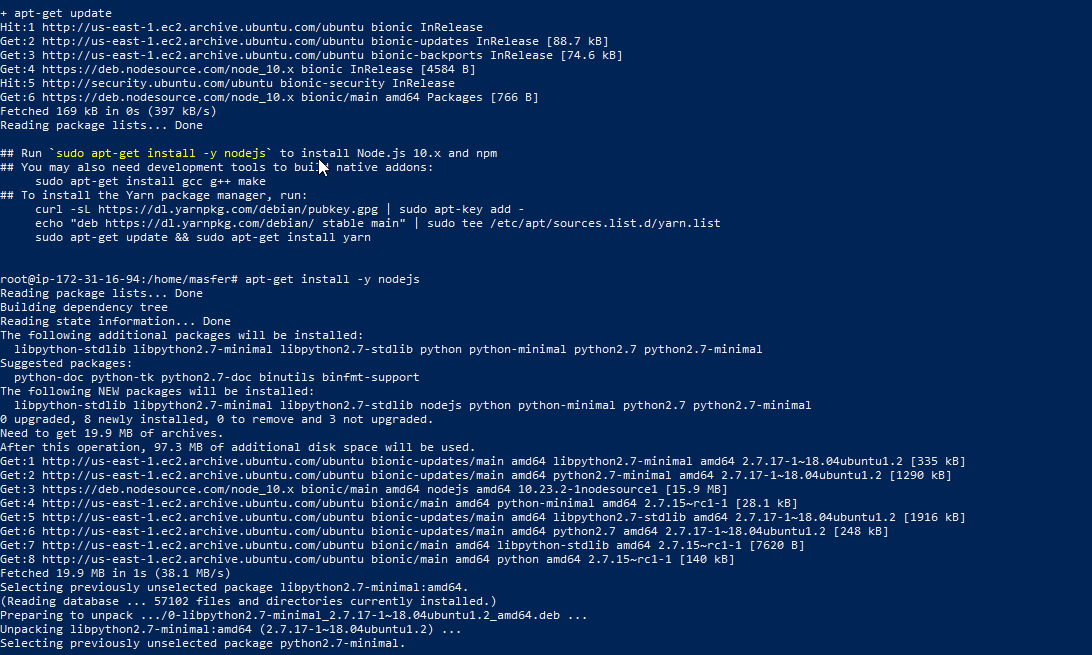 + apt-get update
Hit:1 http://us-east-1.ec2.archive.ubuntu.com/ubuntu bionic InRelease
Get:2 http://us-east-1.ec2.archive.ubuntu.com/ubuntu bionic-updates InRelease [88.7 kB]
Get:3 http://us-east-1.ec2.archive.ubuntu.com/ubuntu bionic-backports InRelease [74.6 kB]
Get:4 https://deb.nodesource.com/node_10.x bionic InRelease [4584 B]
Hit:5 http://security.ubuntu.com/ubuntu bionic-security InRelease
Get:6 https://deb.nodesource.com/node_10.x bionic/main amd64 Packages [766 B]
Fetched 169 kB in 0s (397 kB/s)
Reading package lists... Done
## Run `sudo apt-get install -y nodejs` to install Node.js 10.x and npm
## You may also need development tools to build native addons:
     sudo apt-get install gcc g++ make
## To install the Yarn package manager, run:
     curl -sL https://dl.yarnpkg.com/debian/pubkey.gpg | sudo apt-key add -
     echo "deb https://dl.yarnpkg.com/debian/ stable main" | sudo tee /etc/apt/sources.list.d/yarn.list
     sudo apt-get update && sudo apt-get install yarn
root@ip-172-31-16-94:/home/masfer# apt-get install -y nodejs
Reading package lists... Done
Building dependency tree
Reading state information... Done
The following additional packages will be installed:
  libpython-stdlib libpython2.7-minimal libpython2.7-stdlib python python-minimal python2.7 python2.7-minimal
Suggested packages:
  python-doc python-tk python2.7-doc binutils binfmt-support
The following NEW packages will be installed:
  libpython-stdlib libpython2.7-minimal libpython2.7-stdlib nodejs python python-minimal python2.7 python2.7-minimal
0 upgraded, 8 newly installed, 0 to remove and 3 not upgraded.
Need to get 19.9 MB of archives.
After this operation, 97.3 MB of additional disk space will be used.
Get:1 http://us-east-1.ec2.archive.ubuntu.com/ubuntu bionic-updates/main amd64 libpython2.7-minimal amd64 2.7.17-1~18.04ubuntu1.2 [335 kB]
Get:2 http://us-east-1.ec2.archive.ubuntu.com/ubuntu bionic-updates/main amd64 python2.7-minimal amd64 2.7.17-1~18.04ubuntu1.2 [1290 kB]
Get:3 https://deb.nodesource.com/node_10.x bionic/main amd64 nodejs amd64 10.23.2-1nodesource1 [15.9 MB]
Get:4 http://us-east-1.ec2.archive.ubuntu.com/ubuntu bionic/main amd64 python-minimal amd64 2.7.15~rc1-1 [28.1 kB]
Get:5 http://us-east-1.ec2.archive.ubuntu.com/ubuntu bionic-updates/main amd64 libpython2.7-stdlib amd64 2.7.17-1~18.04ubuntu1.2 [1916 kB]
Get:6 http://us-east-1.ec2.archive.ubuntu.com/ubuntu bionic-updates/main amd64 python2.7 amd64 2.7.17-1~18.04ubuntu1.2 [248 kB]
Get:7 http://us-east-1.ec2.archive.ubuntu.com/ubuntu bionic/main amd64 libpython-stdlib amd64 2.7.15~rc1-1 [7620 B]
Get:8 http://us-east-1.ec2.archive.ubuntu.com/ubuntu bionic/main amd64 python amd64 2.7.15~rc1-1 [140 kB]
Fetched 19.9 MB in 1s (38.1 MB/s)
Selecting previously unselected package libpython2.7-minimal:amd64.
(Reading database ... 57102 files and directories currently installed.)
Preparing to unpack .../0-libpython2.7-minimal_2.7.17-1~18.04ubuntu1.2_amd64.deb ...
Unpacking libpython2.7-minimal:amd64 (2.7.17-1~18.04ubuntu1.2) ...
Selecting previously unselected package python2.7-minimal.